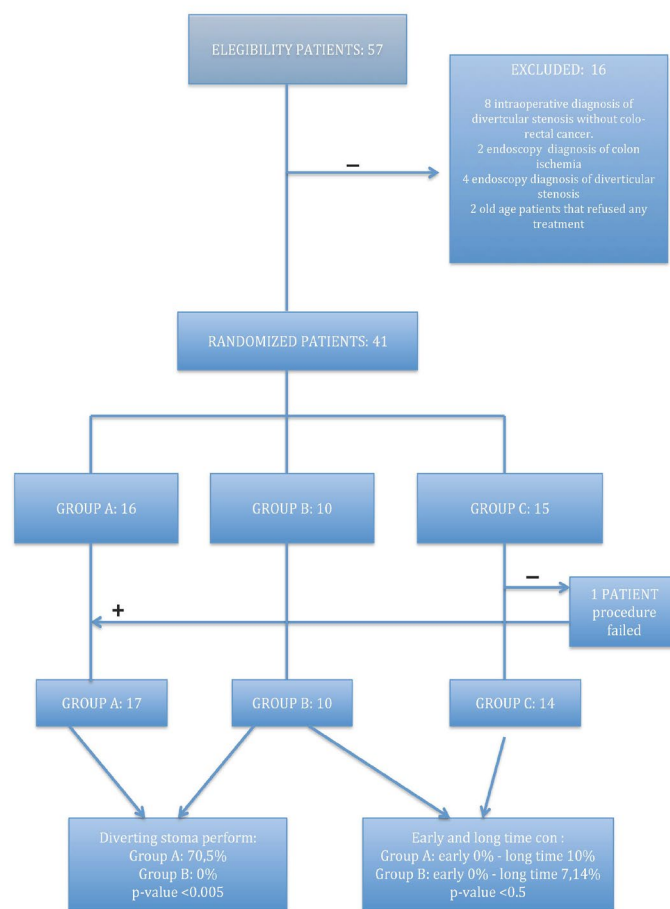 ELEGIBILITY PATIENTS: 57
EXCLUDED: 16
8 intraoperative diagnosis of
divertcular stenosis without colo-
rectal cancer.
2 endoscopy diagnosis of colon
ischemia
4 endoscopy diagnosis of diverticular
stenosis
2 old age patients that refused any
treatment
−
RANDOMIZED PATIENTS: 41
GROUP A: 16
GROUP B: 10
GROUP C: 15
−
1 PATIENT
procedure
failed
+
GROUP A: 17
GROUP B: 10
GROUP C: 14
Diverting stoma perform:
Group A: 70,5%
Group B: 0%
p-value <0.005
Early and long time con :
Group A: early 0% - long time 10%
Group B: early 0% - long time 7,14%
p-value <0.5